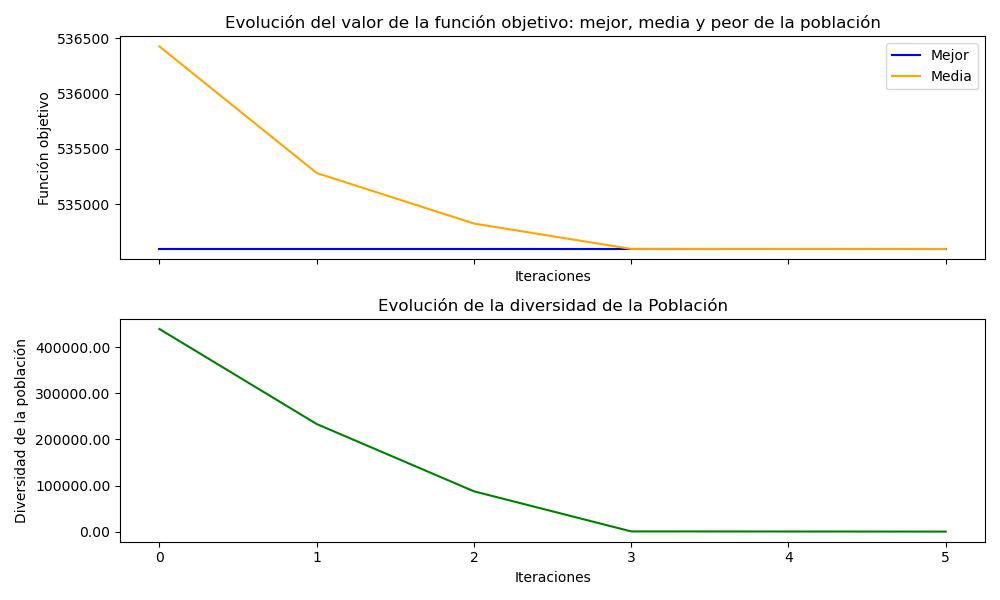 Evolución del valor de la función objetivo: mejor, media y peor de la población
536500
536000
535500
535000
Función objetivo
Mejor
Media
Iteraciones
Evolución de la diversidad de la Población
400000.00
300000.00
200000.00
100000.00
0.00
Diversidad de la población
0 1 2 3 4 5
Iteraciones